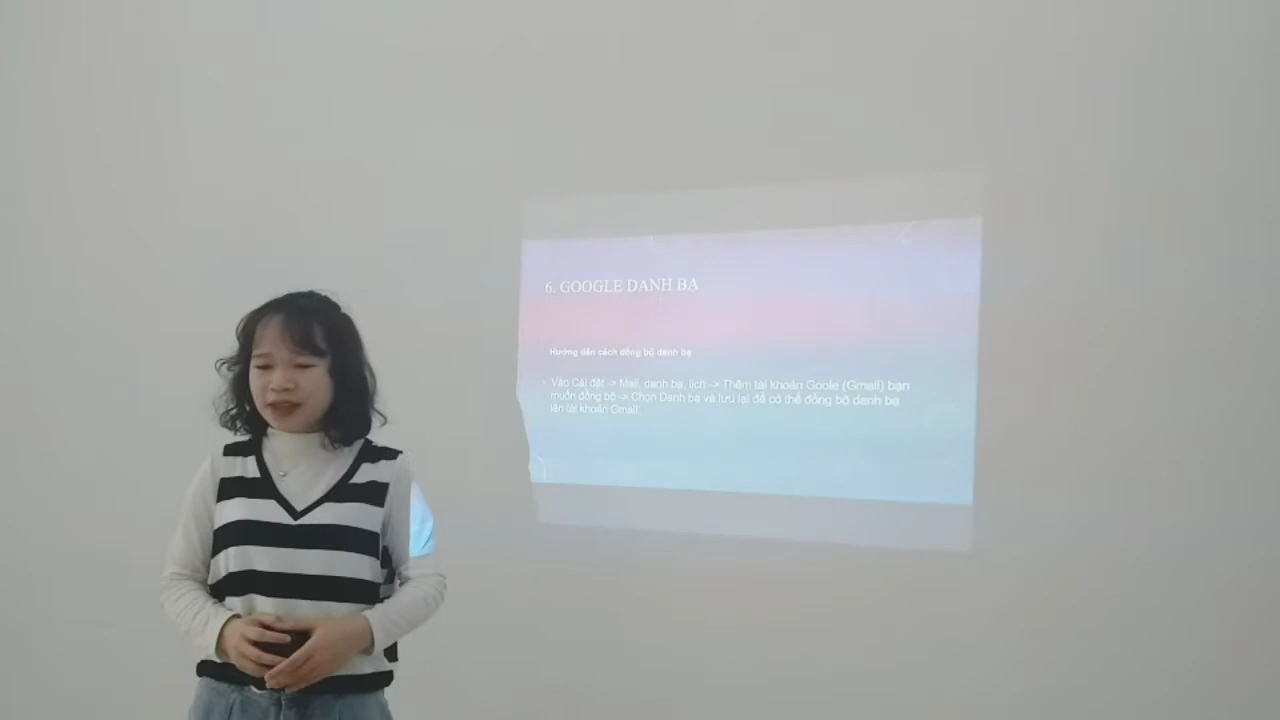 6. GOOGLE DANH BẠ
Hướng dẫn cách đồng bộ danh bạ
Vào Cài đặt -> Mail, danh bạ, lịch -> Thêm tài khoản Goole (Gmail) bạn
muốn đồng bộ -> Chọn Danh bạ và lưu lại để có thể đồng bộ danh bạ
lên tài khoản Gmail.